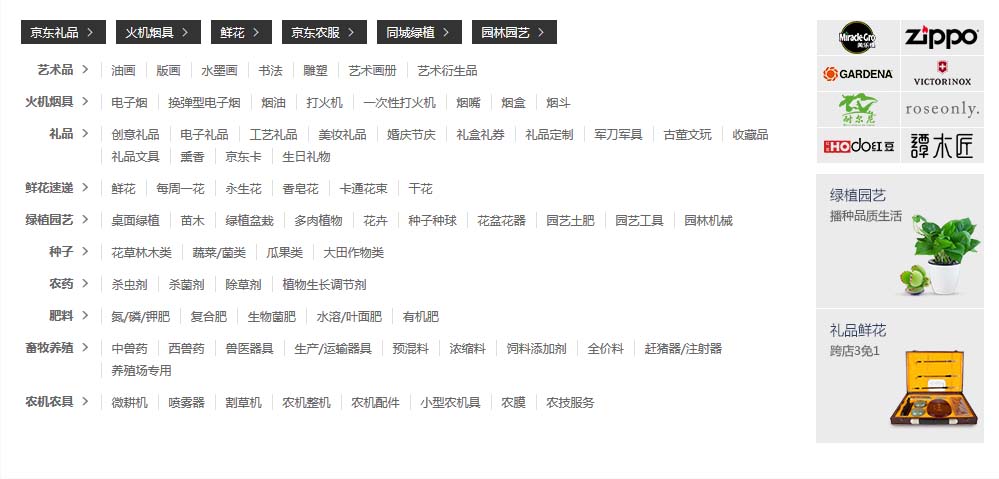 京东礼品 火机烟具 鲜花 京东农服 同城绿植 园林园艺
艺术品 油画 版画 水墨画 书法 雕塑 艺术画册 艺术衍生品
火机烟具 电子烟 换弹型电子烟 烟油 打火机 一次性打火机 烟嘴 烟盒 烟斗
礼品 创意礼品 电子礼品 工艺礼品 美妆礼品 婚庆节庆 礼盒礼券 礼品定制 军刀军具 古董文玩 收藏品
礼品文具 熏香 京东卡 生日礼物
鲜花速递 鲜花 每周一花 永生花 香皂花 卡通花束 干花
绿植园艺 桌面绿植 苗木 绿植盆栽 多肉植物 花卉 种子种球 花盆花器 园艺土肥 园艺工具 园林机械
种子 花草林木类 蔬菜/菌类 瓜果类 大田作物类
农药 杀虫剂 杀菌剂 除草剂 植物生长调节剂
肥料 氮/磷/钾肥 复合肥 生物菌肥 水溶/叶面肥 有机肥
畜牧养殖 中兽药 西兽药 兽医器具 生产/运输器具 预混料 浓缩料 饲料添加剂 全价料 赶猪器/注射器
养殖场专用
农机农具 微耕机 喷雾器 割草机 农机整机 农机配件 小型农机具 农膜 农技服务
Miracle-Gro
美乐棵
Zippo
GARDENA
VICTORINOX
耐尔尼
roseonly.
HOdo红豆
譚木匠
绿植园艺
播种品质生活
礼品鲜花
跨店3免1